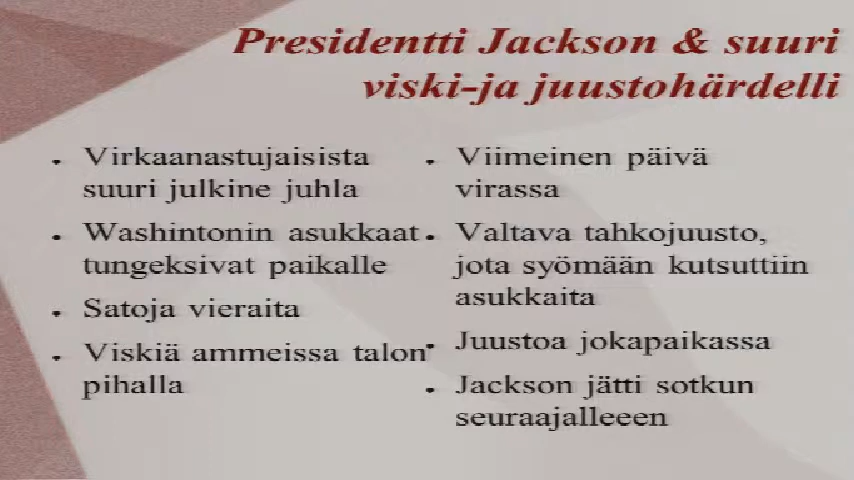 Presidentti Jackson & suuri
viski-ja juustohärdelli
• Virkaanastujaisista
suuri julkine juhla
• Washintonin asukkaat
tungeksivat paikalle
• Satoja vieraita
• Viskiä ammeissa talon
pihalla
• Viimeinen päivä
virassa
• Valtava tahkojuusto,
jota syömään kutsuttiin
asukkaita
• Juustoa jokapaikassa
• Jackson jätti sotkun
seuraajalleeen